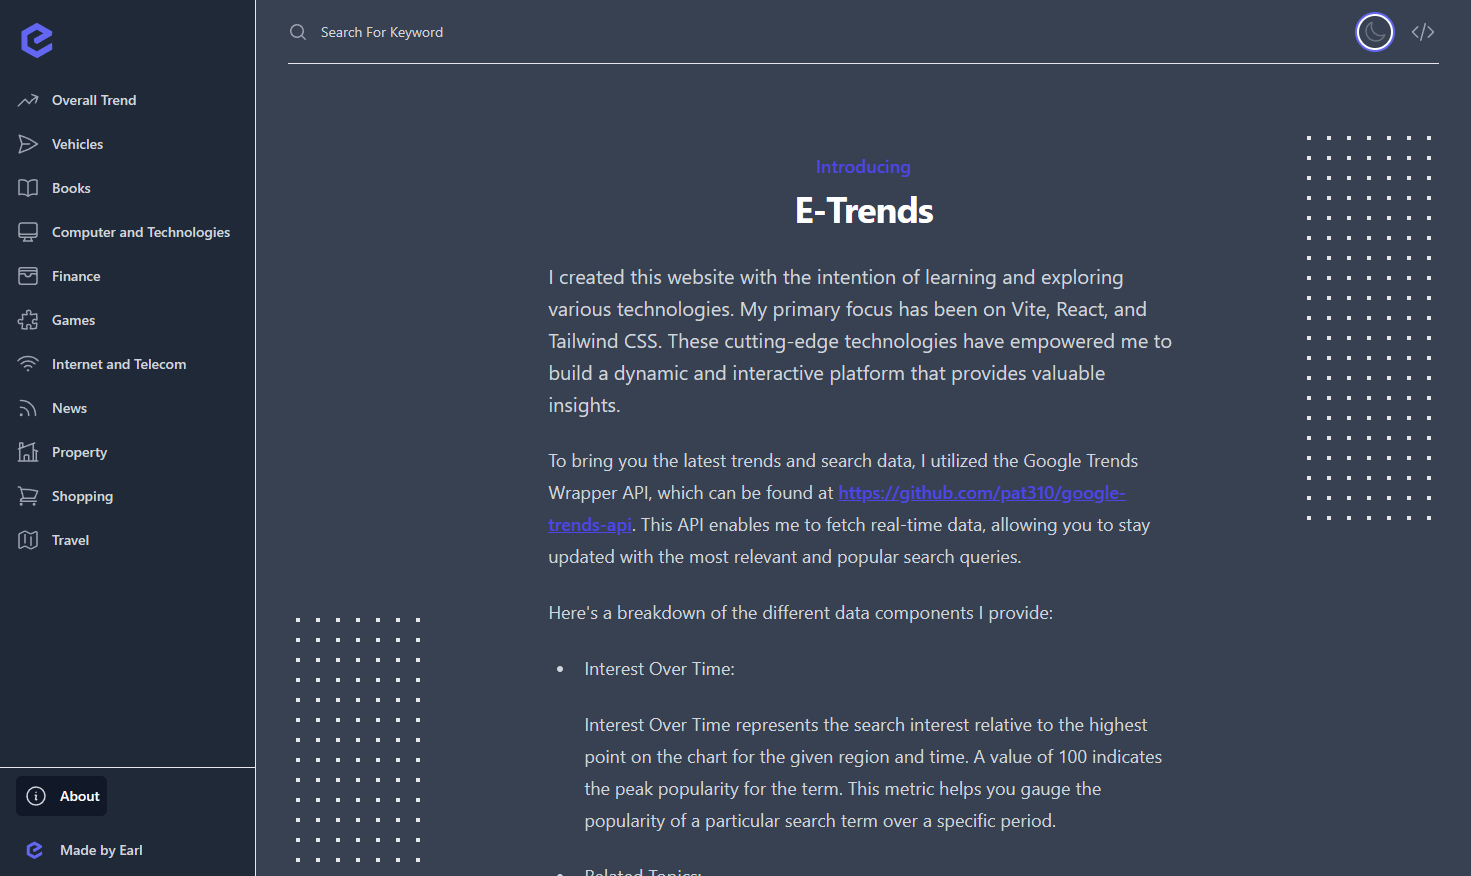 Search For Keyword
Overall Trend
Vehicles
Books
Computer and Technologies
Finance
Games
Internet and Telecom
News
Property
Shopping
Travel
About
Made by Earl
Introducing
E-Trends
I created this website with the intention of learning and exploring
various technologies. My primary focus has been on Vite, React, and
Tailwind CSS. These cutting-edge technologies have empowered me to
build a dynamic and interactive platform that provides valuable
insights.
To bring you the latest trends and search data, I utilized the Google Trends
Wrapper API, which can be found at https://github.com/pat310/google-
trends-api. This API enables me to fetch real-time data, allowing you to stay
updated with the most relevant and popular search queries.
Here's a breakdown of the different data components I provide:
• Interest Over Time:
Interest Over Time represents the search interest relative to the highest
point on the chart for the given region and time. A value of 100 indicates
the peak popularity for the term. This metric helps you gauge the
popularity of a particular search term over a specific period.
• Related Topics: